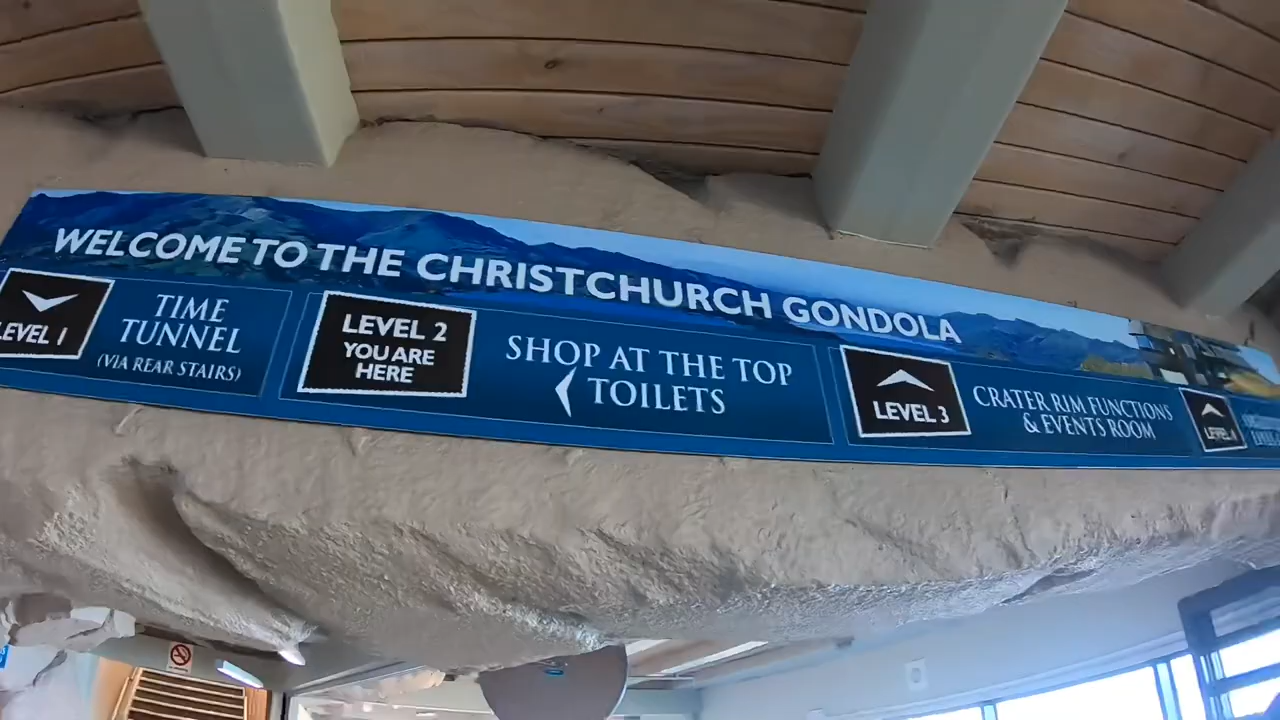 WELCOME TO THE CHRISTCHURCH GONDOLA
LEVEL 1
TIME
TUNNEL
(VIA REAR STAIRS)
LEVEL 2
YOU ARE
HERE
SHOP AT THE TOP
TOILETS
LEVEL 3
CRATER RIM FUNCTIONS
& EVENTS ROOM
LEVEL